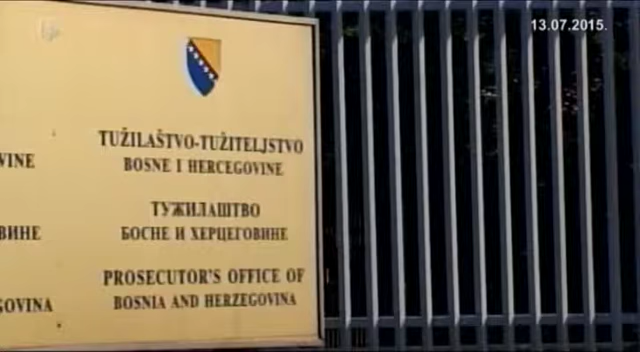 13.07.2015.
TUŽILAŠTVO-TUŽITELJSTVO
BOSNE I HERCEGOVINE
ТУЖИЛАШТВО
БОСНЕ И ХЕРЦЕГОВИНЕ
PROSECUTOR'S OFFICE OF
BOSNIA AND HERZEGOVINA
VINE
ВИНЕ
GOVINA